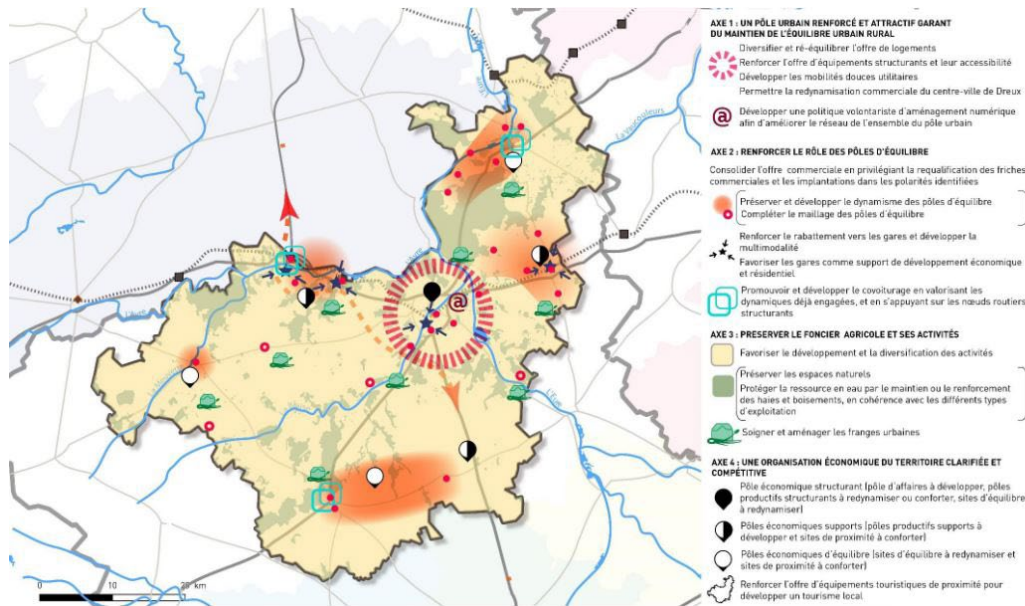 AXE 1 : UN PÔLE URBAIN RENFORCÉ ET ATTRACTIF GARANT
DU MAINTIEN DE L'ÉQUILIBRE URBAIN RURAL
Diversifier et ré-équilibrer l'offre de logements
Renforcer l'offre d'équipements structurants et leur accessibilité
Développer les mobilités douces utilitaires
Permettre la redynamisation commerciale du centre-ville de Dreux
@
Développer une politique volontariste d'aménagement numérique
afin d'améliorer le réseau de l'ensemble du pôle urbain
AXE 2 : RENFORCER LE RÔLE DES PÔLES D'ÉQUILIBRE
Consolider l'offre commerciale en privilégiant la requalification des friches
commerciales et les implantations dans les polarités identifiées
Préserver et développer le dynamisme des pôles d'équilibre
Compléter le maillage des pôles d'équilibre
Renforcer le rabattement vers les gares et développer la
multimodalité
Favoriser les gares comme support de développement économique
et résidentiel
Promouvoir et développer le covoiturage en valorisant les
dynamiques déjà engagées, et en s'appuyant sur les nœuds routiers
structurants
AXE 3 : PRESERVER LE FONCIER AGRICOLE ET SES ACTIVITÉS
Favoriser le développement et la diversification des activités
Préserver les espaces naturels
Protéger la ressource en eau par le maintien ou le renforcement
des haies et boisements, en cohérence avec les différents types
d'exploitation
Soigner et aménager les franges urbaines
AXE 4 : UNE ORGANISATION ÉCONOMIQUE DU TERRITOIRE CLARIFIÉE ET
COMPÉTITIVE
Pôle économique structurant (pôle d'affaires à développer, pôles
productifs structurants à redynamiser ou conforter, sites d'équilibre
à redynamiser)
Pôles économiques supports (pôles productifs supports à
développer et sites de proximité à conforter)
Pôles économiques d'équilibre (sites d'équilibre à redynamiser et
sites de proximité à conforter)
Renforcer l'offre d'équipements touristiques de proximité pour
développer un tourisme local
L'Eure
@
L'Eure
0 10 20 km